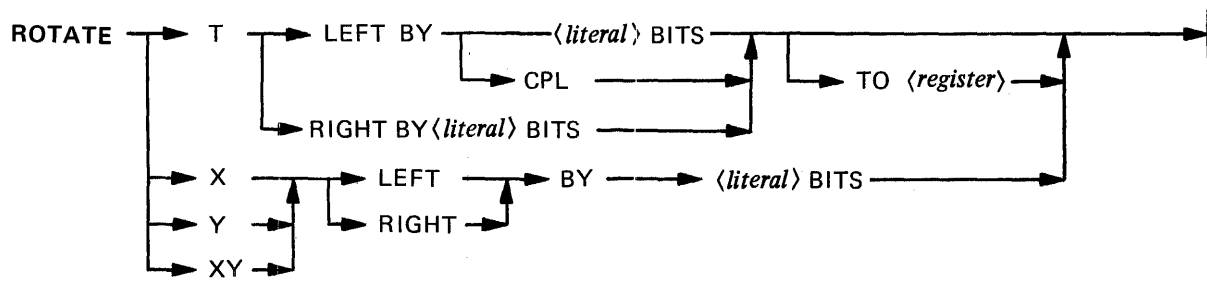 ROTATE T LEFT BY ⟨literal⟩ BITS
CPL TO ⟨register⟩
RIGHT BY ⟨literal⟩ BITS
X LEFT BY ⟨literal⟩ BITS
Y RIGHT
XY